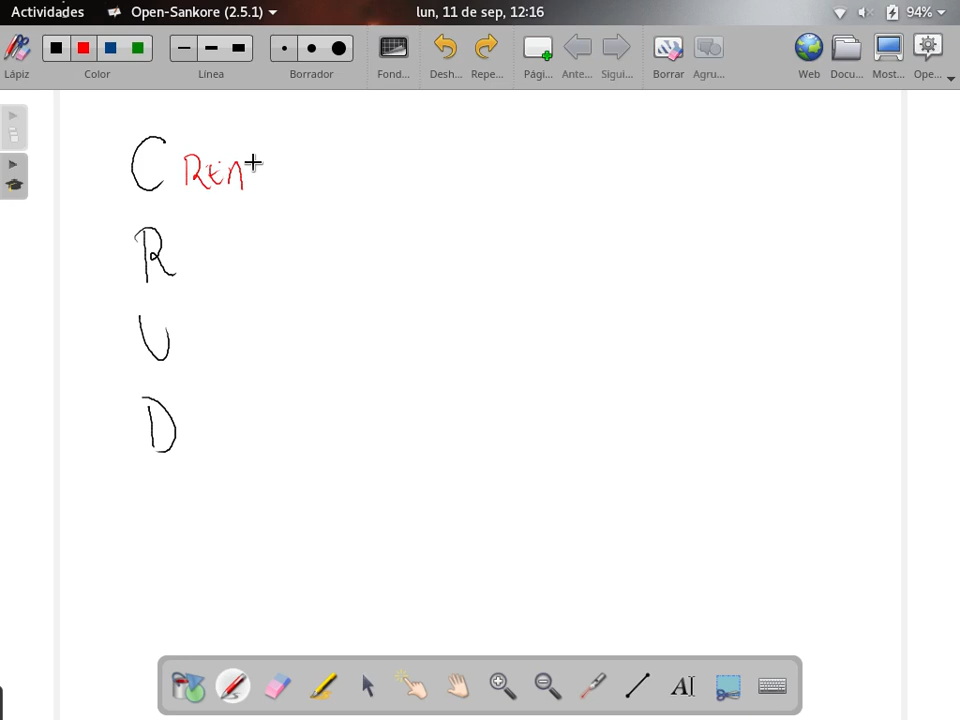 Actividades Open-Sankore (2.5.1) lun, 11 de sep, 12:16 94%
Lápiz Color Línea Borrador Fond... Desh... Repe... Pági... Ante... Sigui... Borrar Agru... Web Docu... Most... Ope...
C
R
U
D
AI